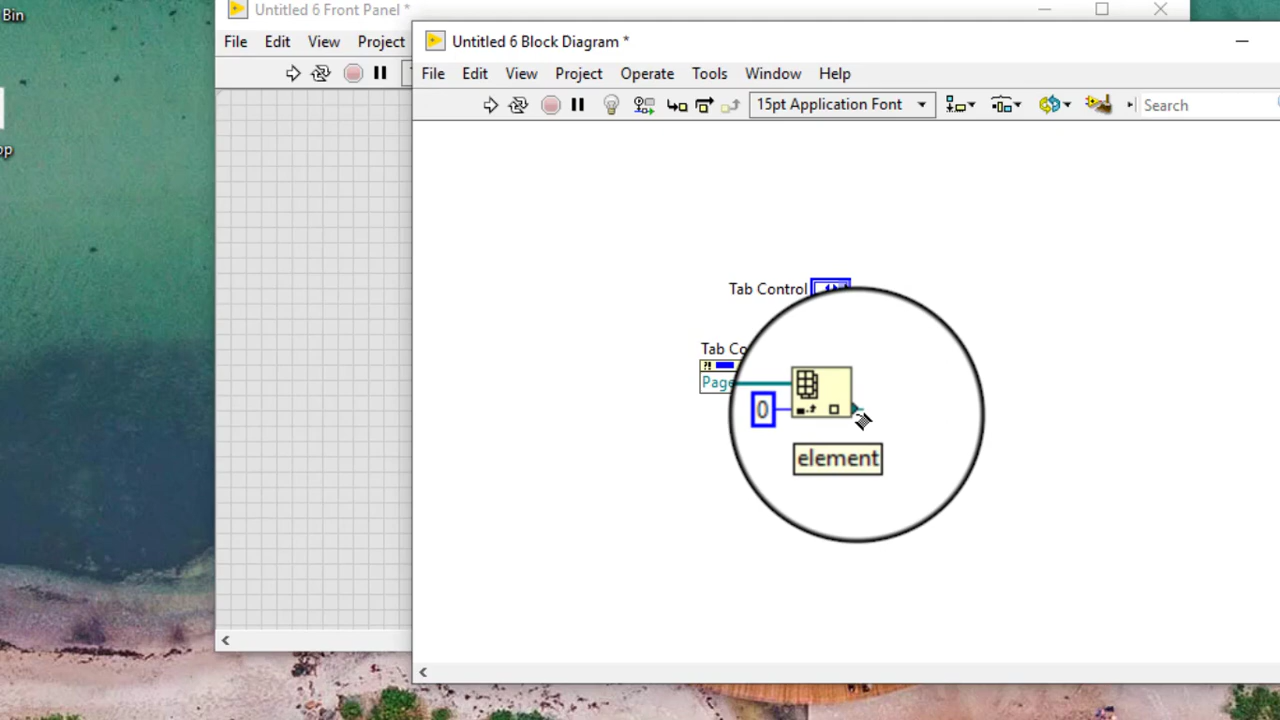 Bin
pp
Untitled 6 Front Panel *
File Edit View Project
Untitled 6 Block Diagram *
File Edit View Project Operate Tools Window Help
15pt Application Font
Search
Tab Control
Tab Co
Page
0
element